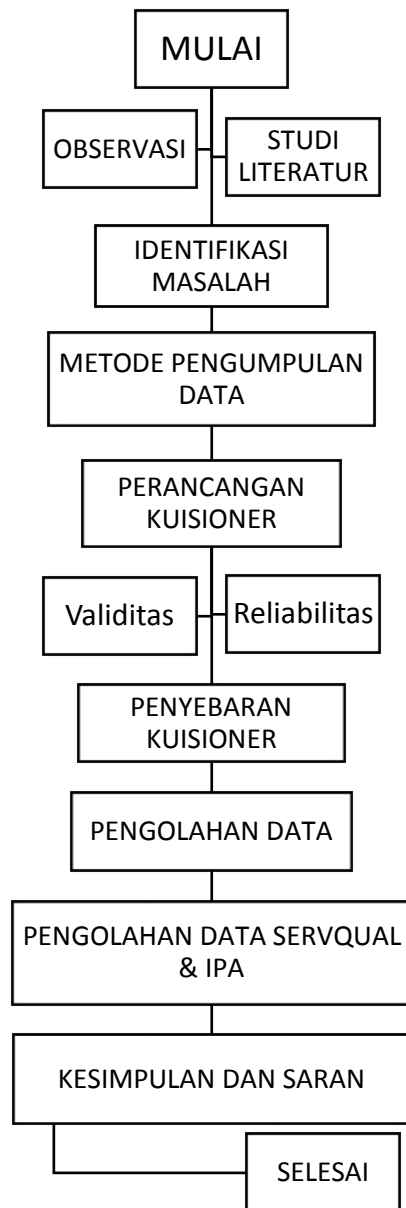 MULAI
OBSERVASI
STUDI
LITERATUR
IDENTIFIKASI
MASALAH
METODE PENGUMPULAN
DATA
PERANCANGAN
KUISIONER
Validitas
Reliabilitas
PENYEBARAN
KUISIONER
PENGOLAHAN DATA
PENGOLAHAN DATA SERVQUAL
& IPA
KESIMPULAN DAN SARAN
SELESAI